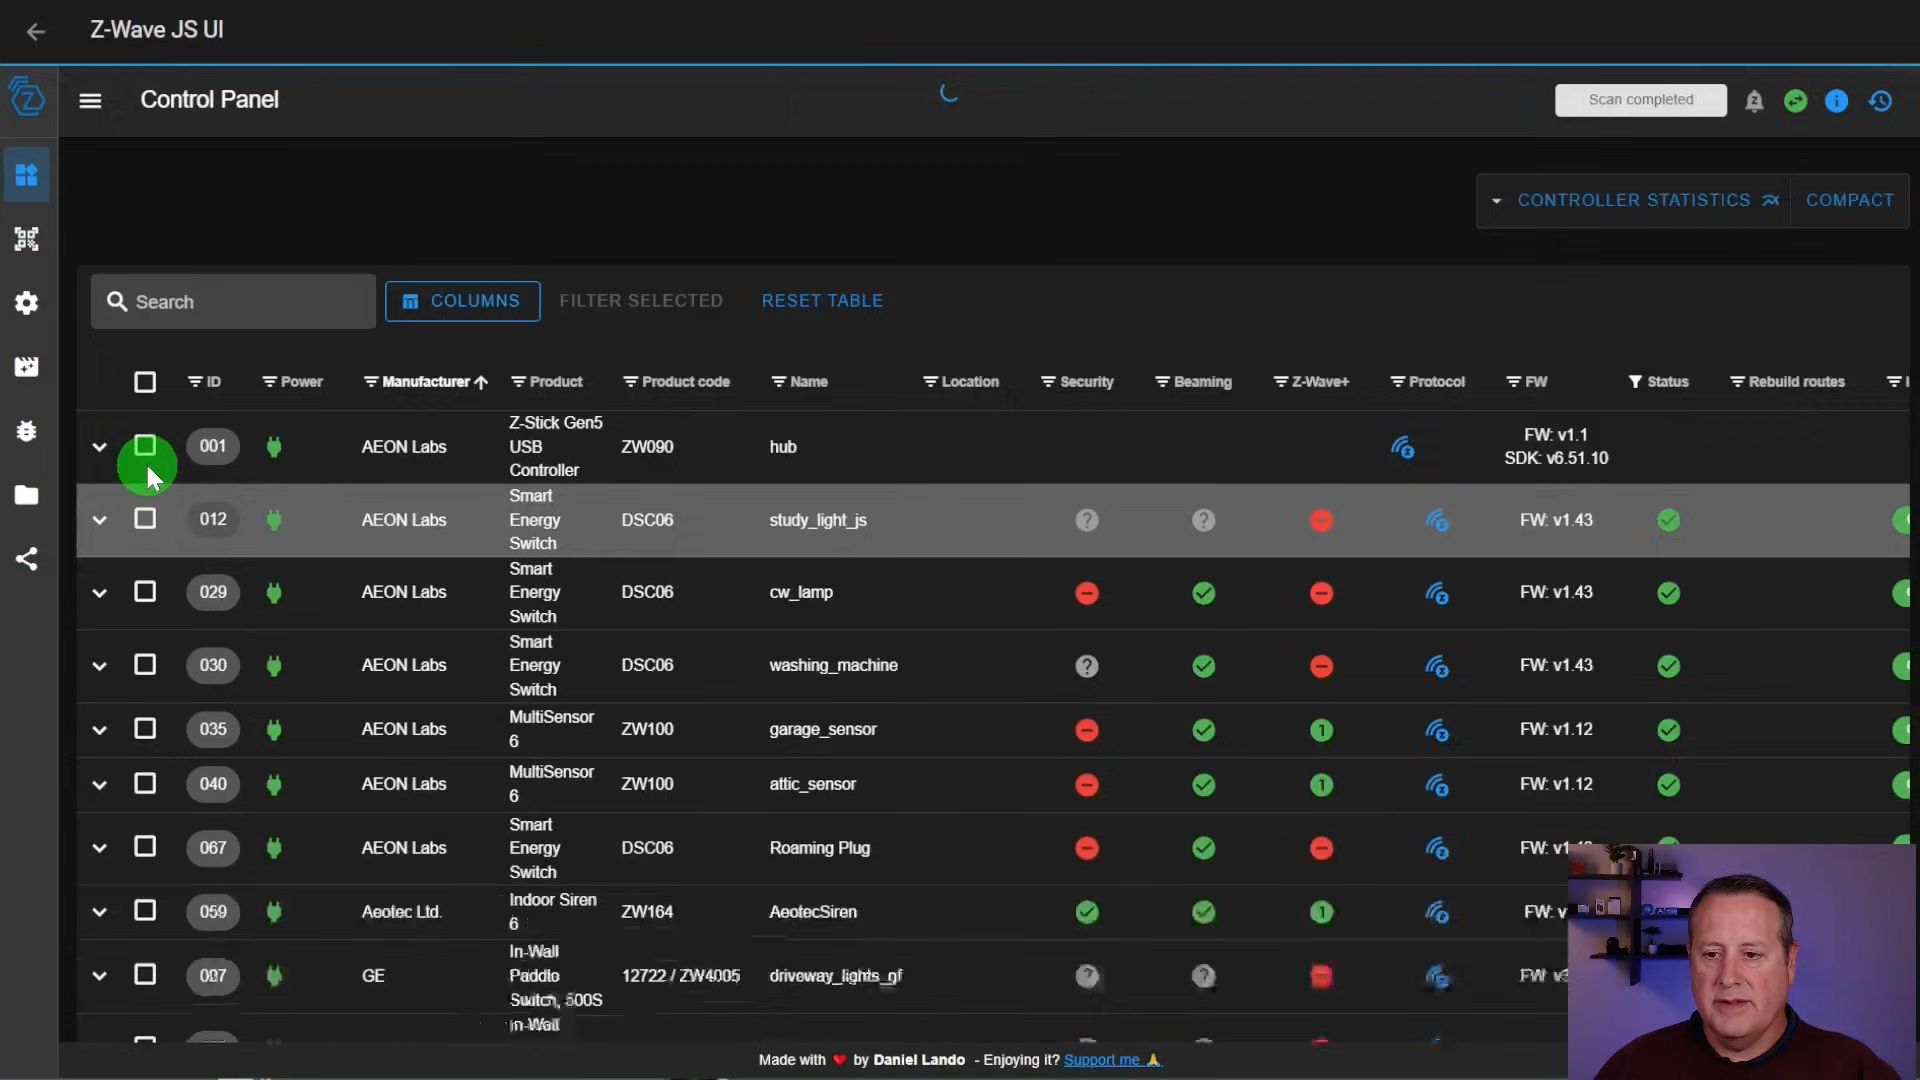 Z-Wave JS UI
Control Panel
Scan completed
CONTROLLER STATISTICS COMPACT
Search COLUMNS FILTER SELECTED RESET TABLE
ID Power Manufacturer Product Product code Name Location Security Beaming Z-Wave+ Protocol FW Status Rebuild routes
001 AEON Labs Z-Stick Gen5 USB Controller ZW090 hub FW: v1.1 SDK: v6.51.10
012 AEON Labs Smart Energy Switch DSC06 study_light_js FW: v1.43
029 AEON Labs Smart Energy Switch DSC06 cw_lamp FW: v1.43
030 AEON Labs Smart Energy Switch DSC06 washing_machine FW: v1.43
035 AEON Labs MultiSensor 6 ZW100 garage_sensor 1 FW: v1.12
040 AEON Labs MultiSensor 6 ZW100 attic_sensor 1 FW: v1.12
067 AEON Labs Smart Energy Switch DSC06 Roaming Plug
059 Aeotec Ltd. Indoor Siren 6 ZW164 AeotecSiren 1
GE In-Wall Paddle Switch, 500S 12722 / ZW4005
In-Wall
Made with ❤ by Daniel Lando - Enjoying it? Support me 🙏